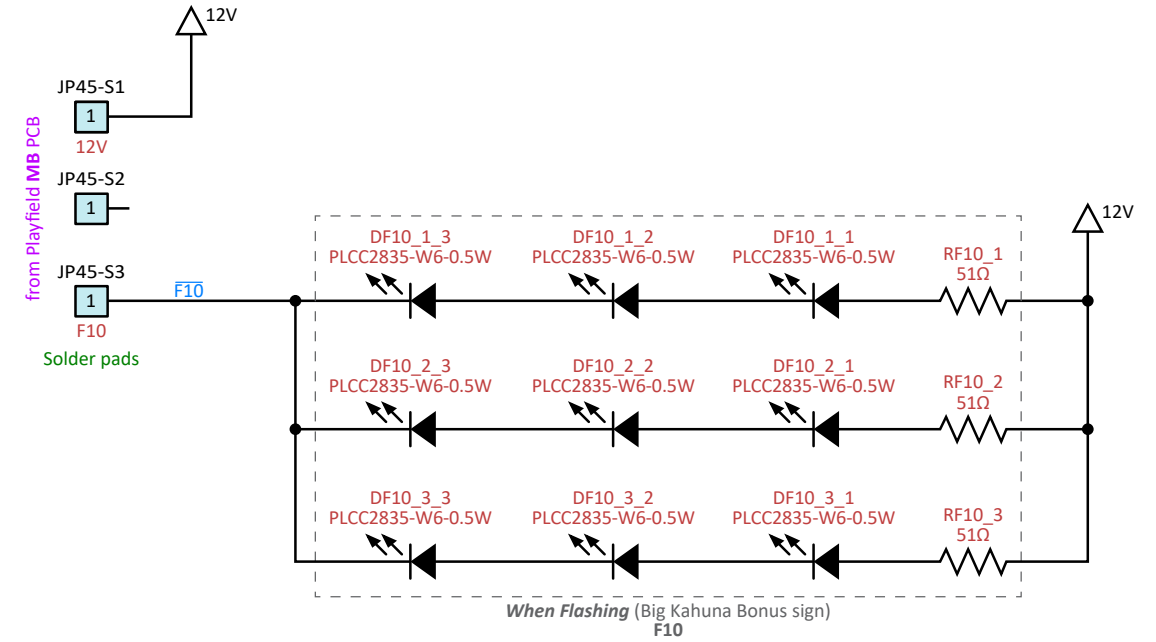 12V
JP45-S1
1
12V
from Playfield MB PCB
JP45-S2
1
JP45-S3
1
F10
Solder pads
F10
12V
DF10_1_3
PLCC2835-W6-0.5W
DF10_1_2
PLCC2835-W6-0.5W
DF10_1_1
PLCC2835-W6-0.5W
RF10_1
51Ω
DF10_2_3
PLCC2835-W6-0.5W
DF10_2_2
PLCC2835-W6-0.5W
DF10_2_1
PLCC2835-W6-0.5W
RF10_2
51Ω
DF10_3_3
PLCC2835-W6-0.5W
DF10_3_2
PLCC2835-W6-0.5W
DF10_3_1
PLCC2835-W6-0.5W
RF10_3
51Ω
When Flashing (Big Kahuna Bonus sign)
F10